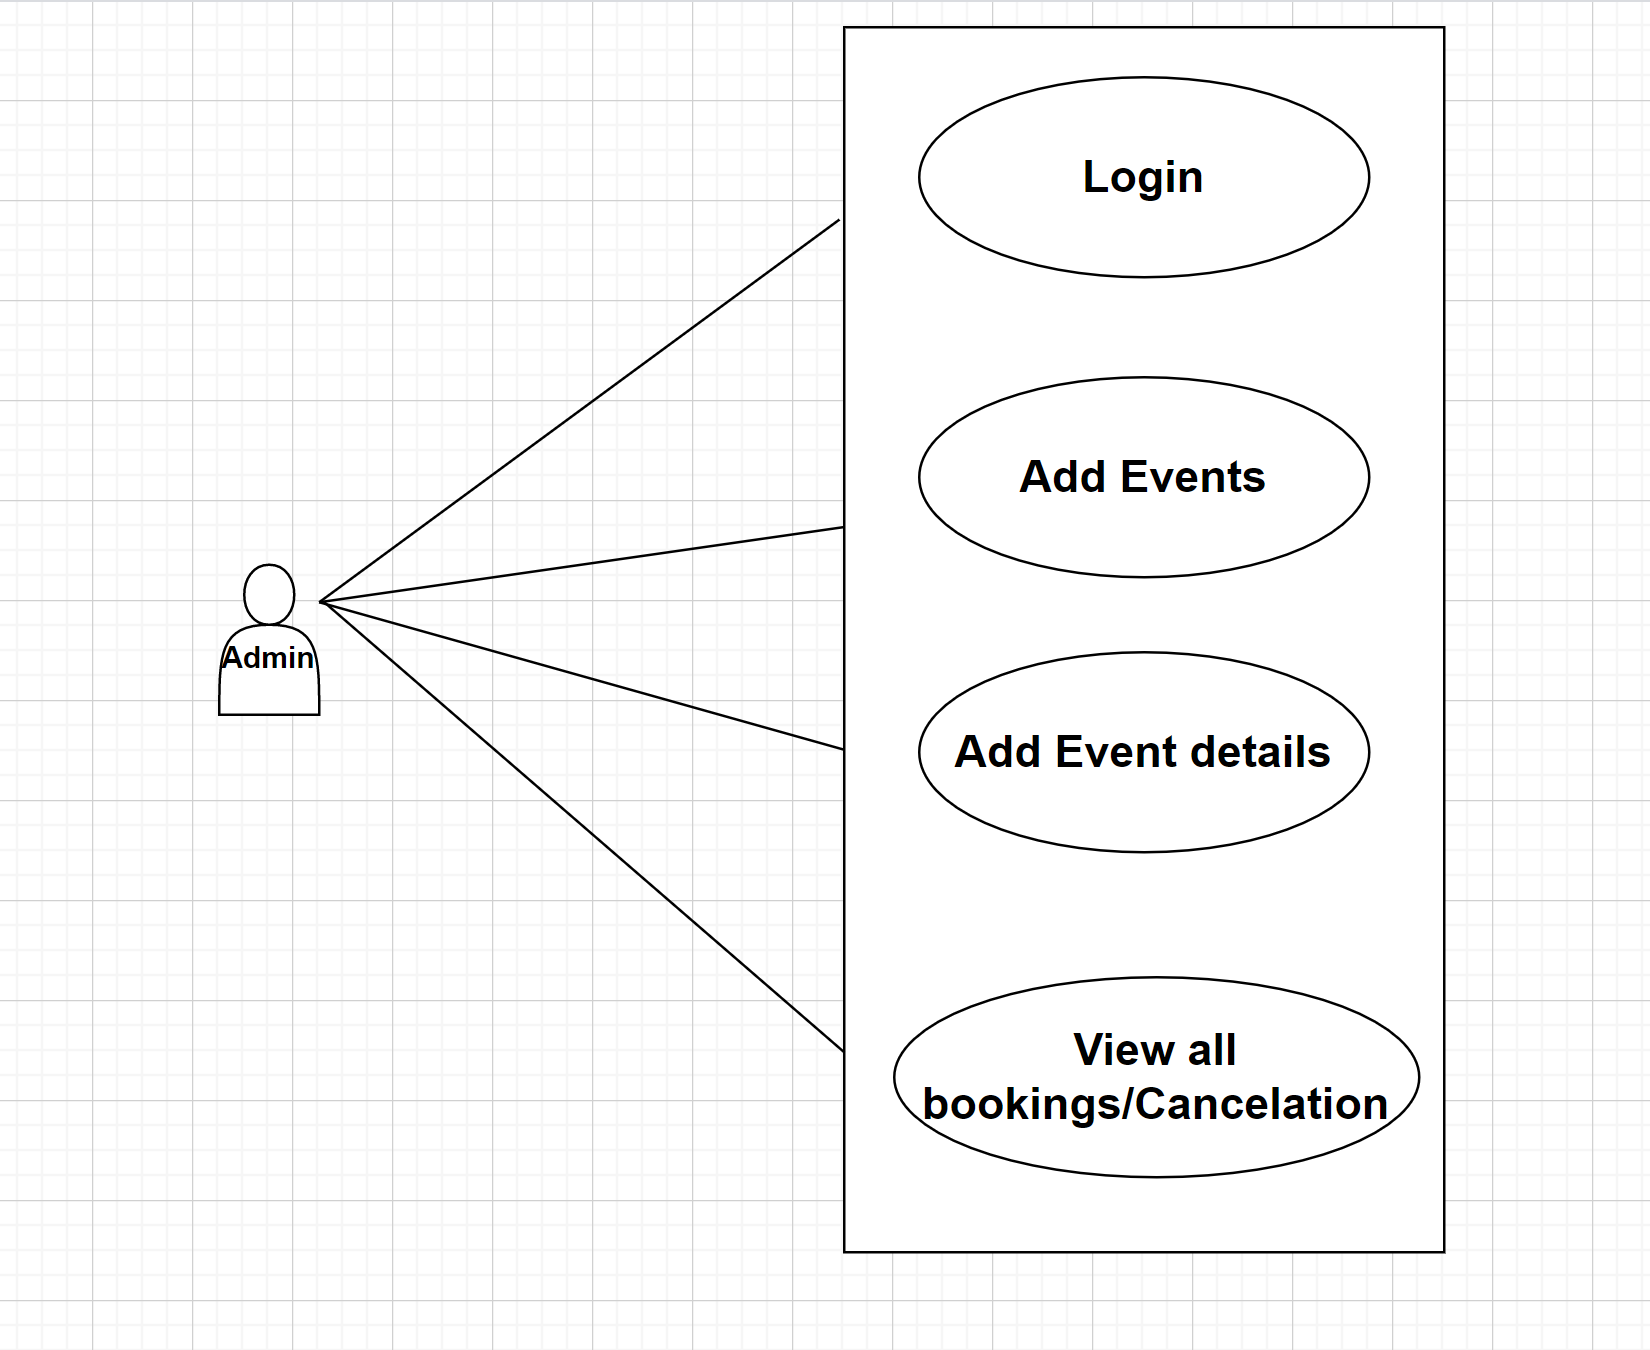 Login
Add Events
Admin
Add Event details
View all
bookings/Cancelation